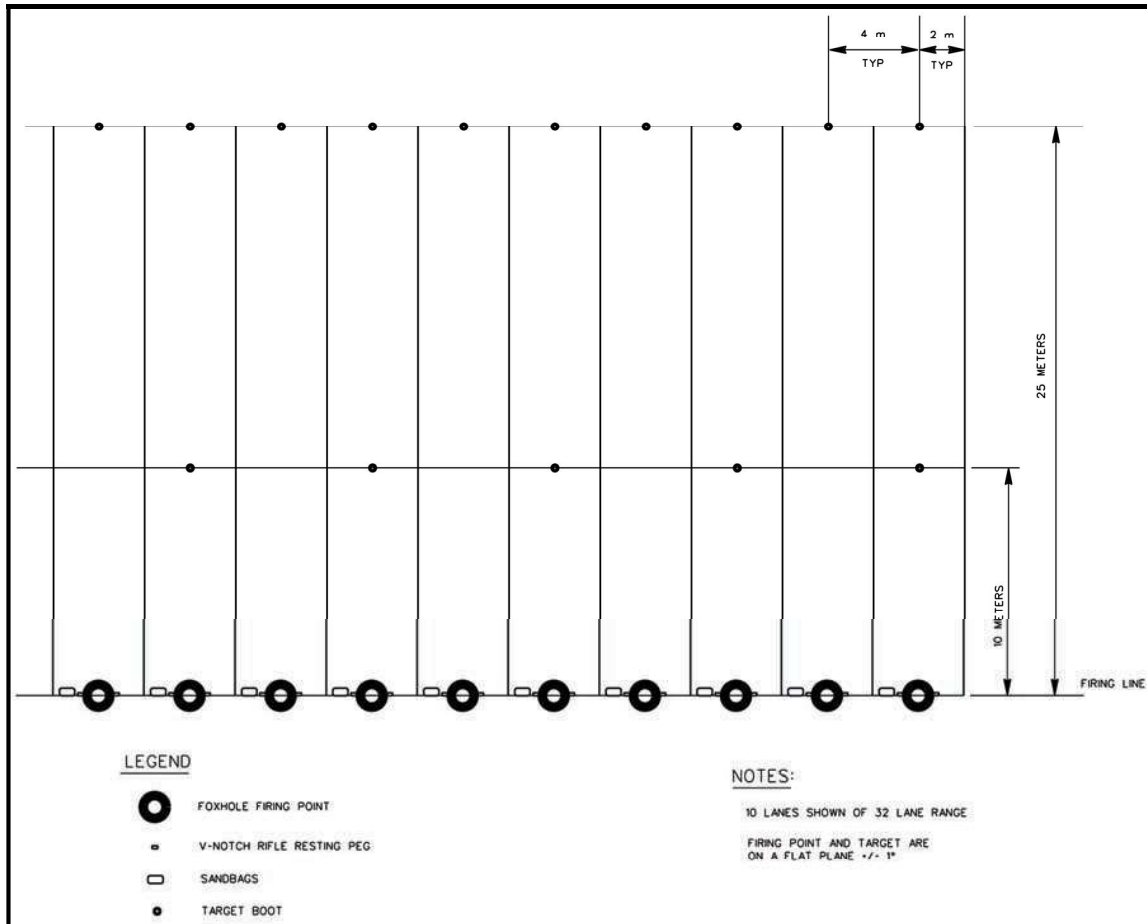 4 m
2 m
TYP
TYP
25 METERS
10 METERS
FIRING LINE
LEGEND
FOXHOLE FIRING POINT
V-NOTCH RIFLE RESTING PEG
SANDBAGS
TARGET BOOT
NOTES:
10 LANES SHOWN OF 32 LANE RANGE
FIRING POINT AND TARGET ARE
ON A FLAT PLANE +/- 1°